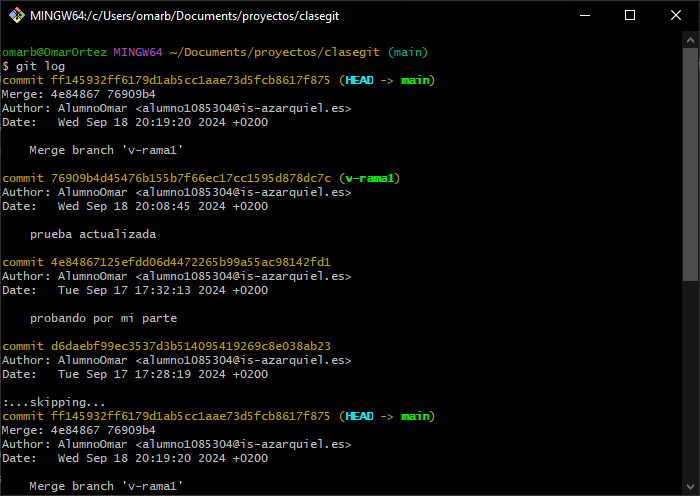 MINGW64:/c/Users/omarb/Documents/proyectos/clasegit
omarb@OmarOrtez MINGW64 ~/Documents/proyectos/clasegit (main)
$ git log
commit ff145932ff6179d1ab5cc1aae73d5fcb8617f875 (HEAD -> main)
Merge: 4e84867 76909b4
Author: AlumnoOmar <alumno1085304@is-azarquiel.es>
Date:   Wed Sep 18 20:19:20 2024 +0200
    Merge branch 'v-rama1'
commit 76909b4d45476b155b7f66ec17cc1595d878dc7c (v-rama1)
Author: AlumnoOmar <alumno1085304@is-azarquiel.es>
Date:   Wed Sep 18 20:08:45 2024 +0200
    prueba actualizada
commit 4e84867125efdd06d4472265b99a55ac98142fd1
Author: AlumnoOmar <alumno1085304@is-azarquiel.es>
Date:   Tue Sep 17 17:32:13 2024 +0200
    probando por mi parte
commit d6daebf99ec3537d3b514095419269c8e038ab23
Author: AlumnoOmar <alumno1085304@is-azarquiel.es>
Date:   Tue Sep 17 17:28:19 2024 +0200
:...skipping...
commit ff145932ff6179d1ab5cc1aae73d5fcb8617f875 (HEAD -> main)
Merge: 4e84867 76909b4
Author: AlumnoOmar <alumno1085304@is-azarquiel.es>
Date:   Wed Sep 18 20:19:20 2024 +0200
    Merge branch 'v-rama1'